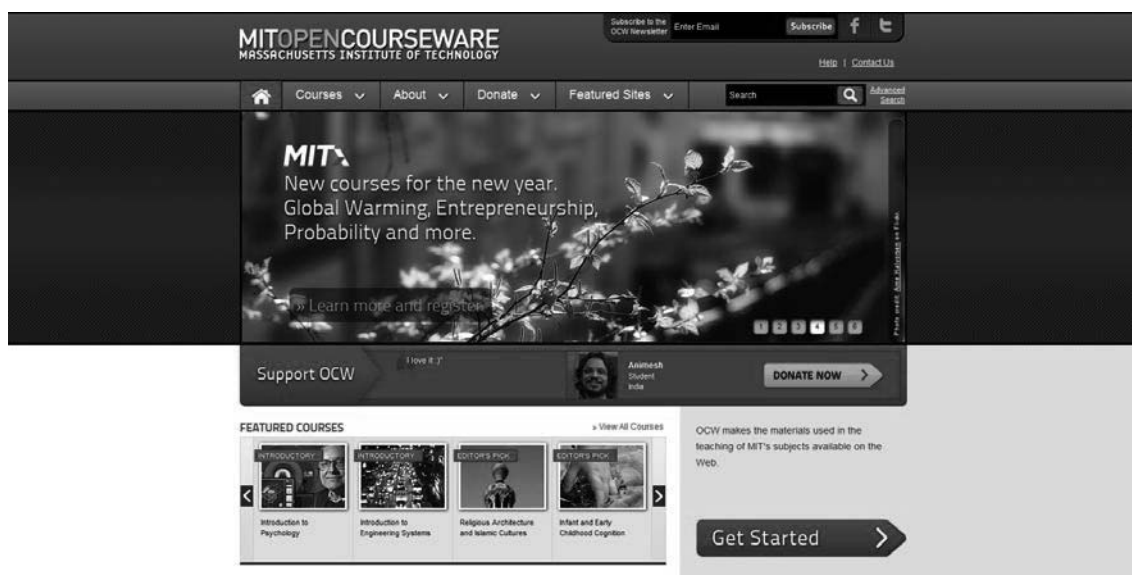 Subscribe to the
OCW Newsletter
Enter Email
Subscribe
f
t
MITOPENCOURSEWARE
MASSACHUSETTS INSTITUTE OF TECHNOLOGY
Help | Contact Us
Courses
About
Donate
Featured Sites
Search
Advanced
Search
MITx
New courses for the new year.
Global Warming, Entrepreneurship,
Probability and more.
» Learn more and register
1 2 3 4 5 6
Photo credit: on Flickr.
Support OCW
I love it :)"
Animesh
Student
India
DONATE NOW
FEATURED COURSES
» View All Courses
INTRODUCTORY
INTRODUCTORY
EDITOR'S PICK
EDITOR'S PICK
Introduction to
Psychology
Introduction to
Engineering Systems
Religious Architecture
and Islamic Cultures
Infant and Early
Childhood Cognition
OCW makes the materials used in the
teaching of MIT's subjects available on the
Web.
Get Started